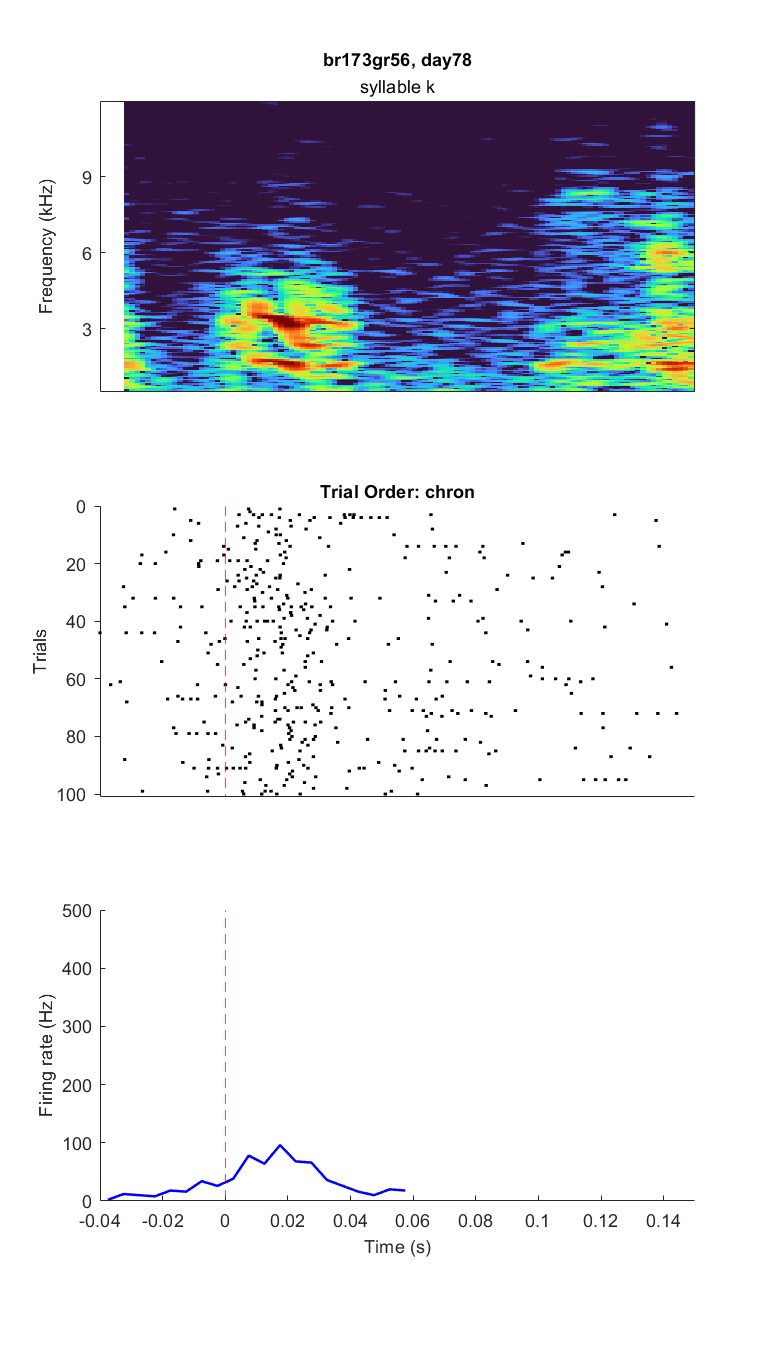 br173gr56, day78
syllable k
Frequency (kHz)
9
6
3
Trial Order: chron
Trials
0
20
40
60
80
100
Firing rate (Hz)
500
400
300
200
100
0
-0.04 -0.02 0 0.02 0.04 0.06 0.08 0.1 0.12 0.14
Time (s)